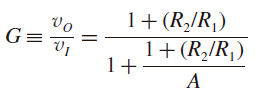 G ≡ v_O / v_I = (1 + (R_2/R_1)) / (1 + (1 + (R_2/R_1)) / A)